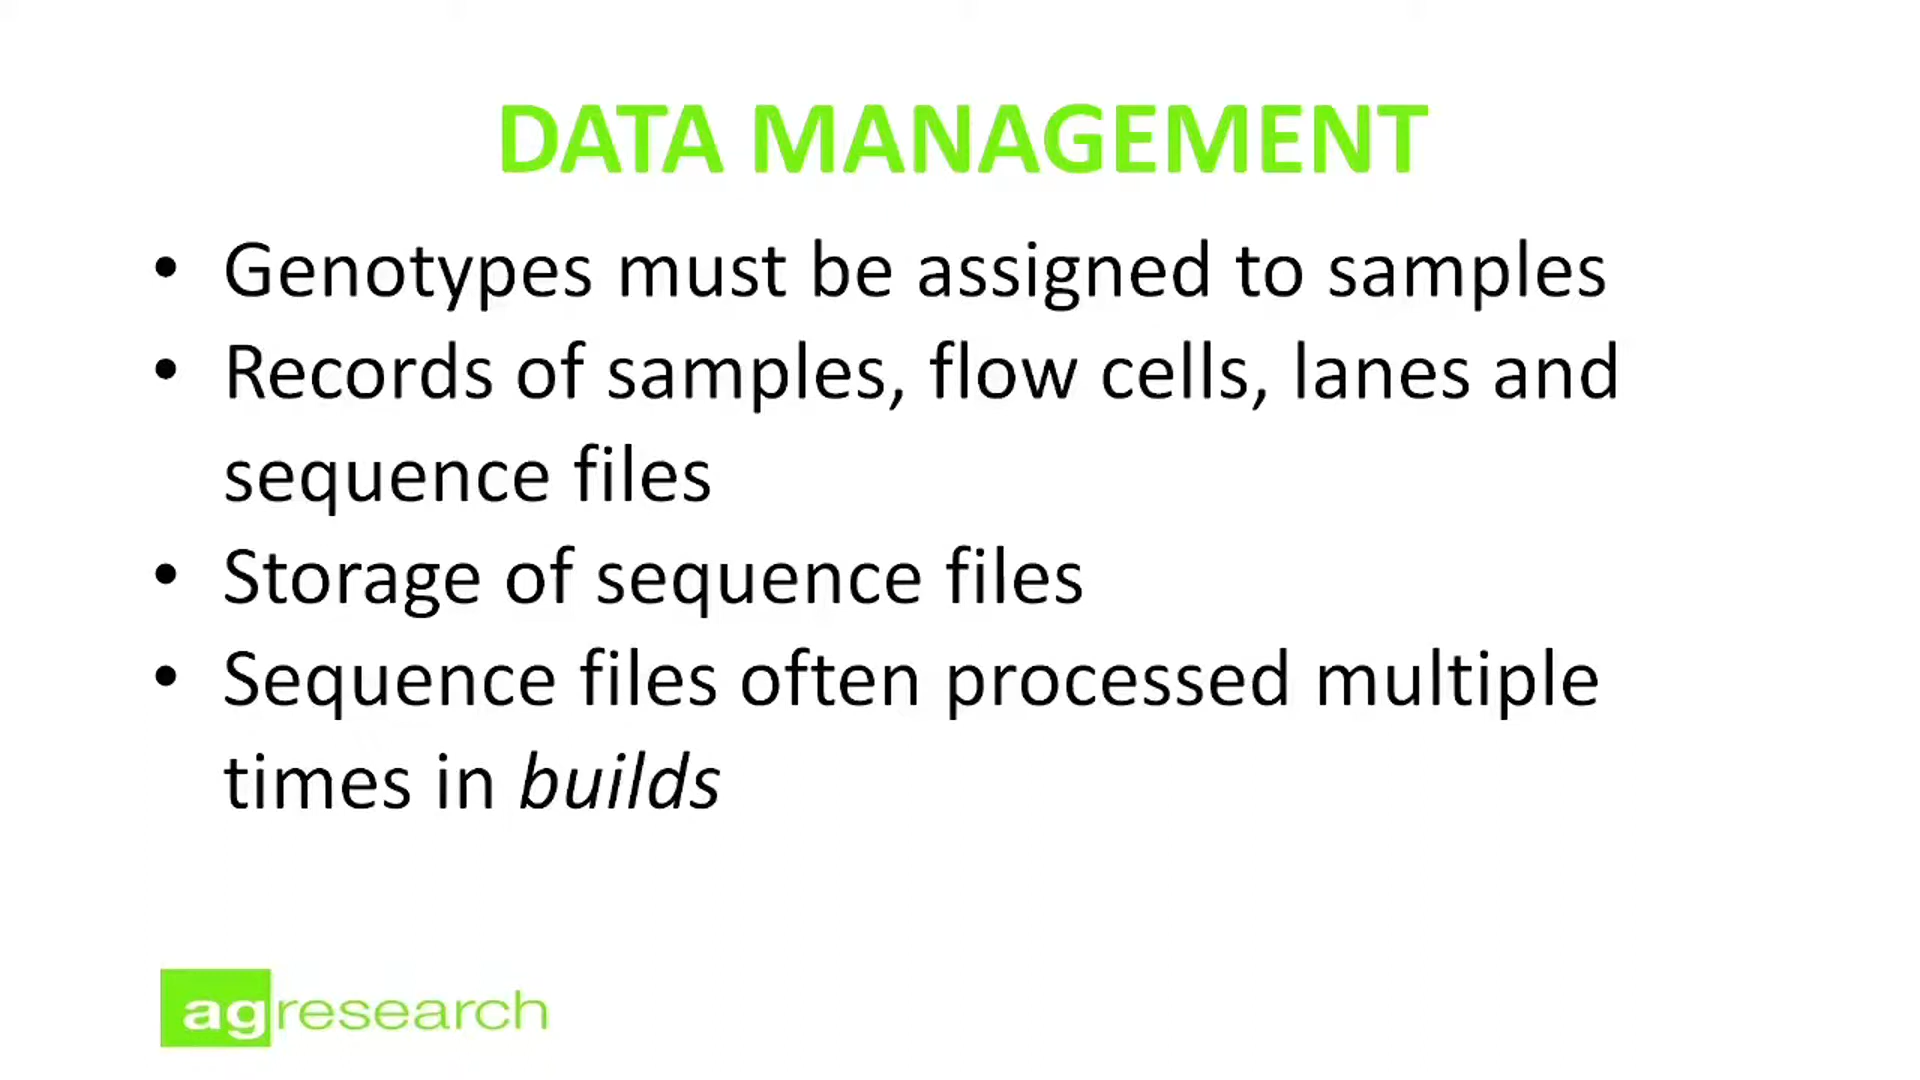 DATA MANAGEMENT
• Genotypes must be assigned to samples
• Records of samples, flow cells, lanes and
sequence files
• Storage of sequence files
• Sequence files often processed multiple
times in builds
agresearch